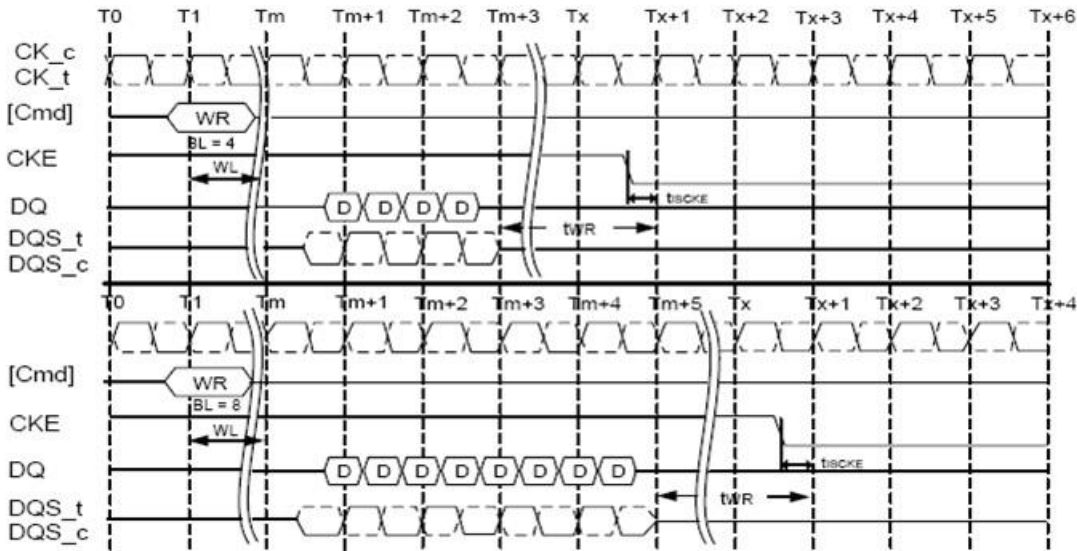 T0 T1 Tm Tm+1 Tm+2 Tm+3 Tx Tx+1 Tx+2 Tx+3 Tx+4 Tx+5 Tx+6
CK_c
CK_t
[Cmd] WR
BL = 4
CKE
WL
tISCKE
DQ D D D D
tWR
DQS_t
DQS_c
T0 T1 Tm Tm+1 Tm+2 Tm+3 Tx Tm+5 Tx Tx+1 Tx+2 Tx+3 Tx+4
[Cmd] WR
BL = 8
CKE
WL
tISCKE
DQ D D D D D D D D
tWR
DQS_t
DQS_c